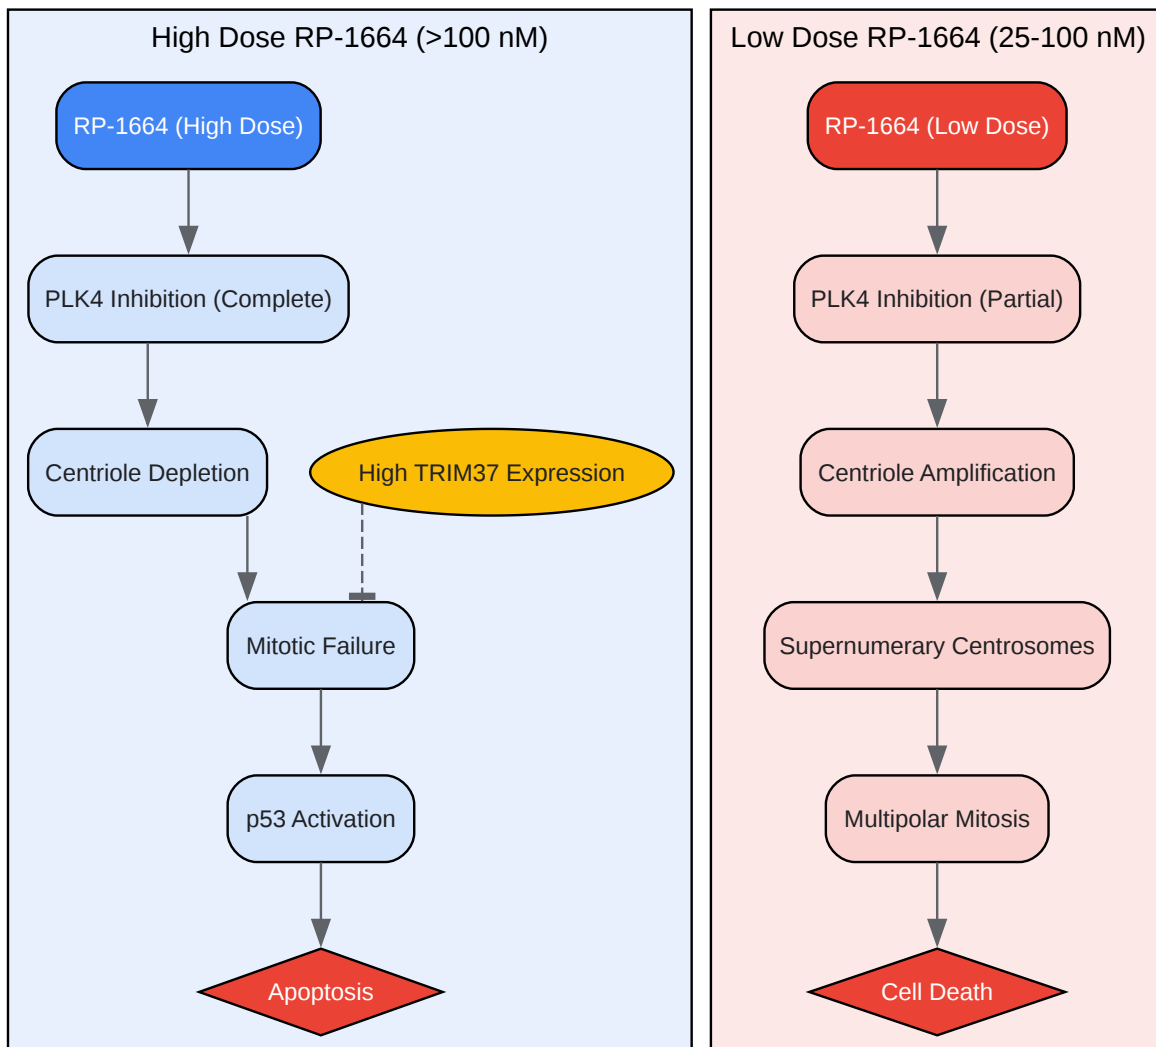 High Dose RP-1664 (>100 nM)
RP-1664 (High Dose)
PLK4 Inhibition (Complete)
Centriole Depletion
High TRIM37 Expression
Mitotic Failure
p53 Activation
Apoptosis
Low Dose RP-1664 (25-100 nM)
RP-1664 (Low Dose)
PLK4 Inhibition (Partial)
Centriole Amplification
Supernumerary Centrosomes
Multipolar Mitosis
Cell Death